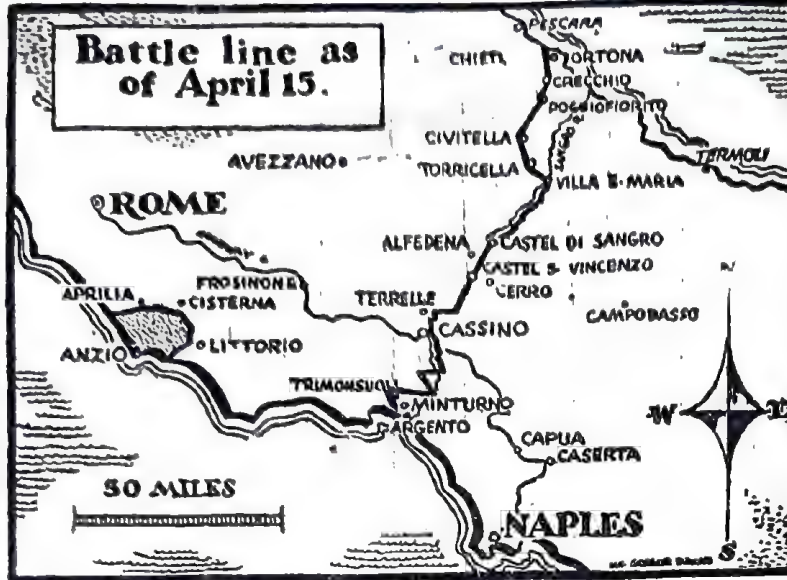 Battle line as
of April 15.
PESCARA
CHIETI
ORTONA
CRECCHIO
POGGIOFIORITO
CIVITELLA
SANGRO
AVEZZANO
TORRICELLA
TERMOLI
VILLA S. MARIA
ROME
ALFEDENA
CASTEL DI SANGRO
CASTEL S. VINCENZO
FROSINONE
CERRO
APRILIA
CISTERNA
TERRELLE
CAMPOBASSO
CASSINO
ANZIO
LITTORIO
TRIMONSUOLI
MINTURNO
W
ARGENTO
CAPUA
CASERTA
50 MILES
NAPLES
S